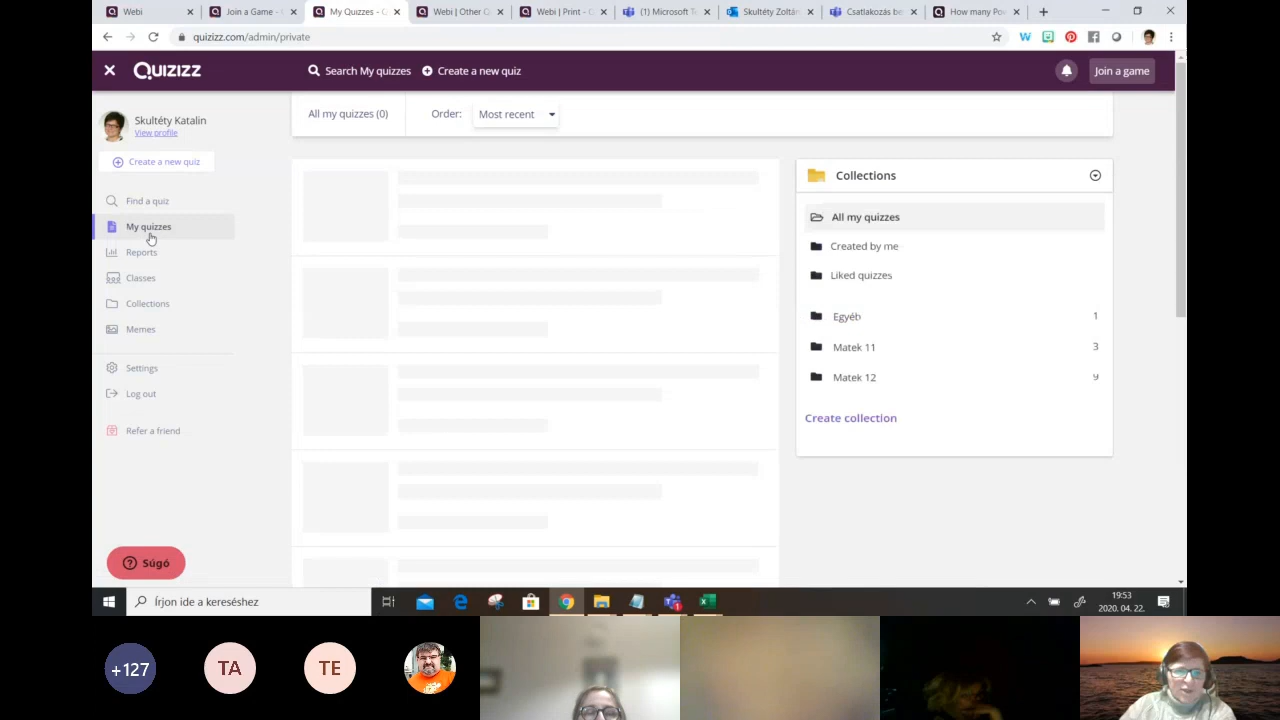 Webi
Join a Game - 
My Quizzes - Q
Webi | Other Q
Webi | Print - Q
(1) Microsoft Te
Skultéty Zoltán
Csatlakozás be
How many Po
quizizz.com/admin/private
QUIZIZZ
Search My quizzes
Create a new quiz
Join a game
Skultéty Katalin
View profile
Create a new quiz
Find a quiz
My quizzes
Reports
Classes
Collections
Memes
Settings
Log out
Refer a friend
Súgó
All my quizzes (0)
Order:
Most recent
Collections
All my quizzes
Created by me
Liked quizzes
Egyéb 1
Matek 11 3
Matek 12 9
Create collection
Írjon ide a kereséshez
19:53
2020. 04. 22.
+127
TA
TE